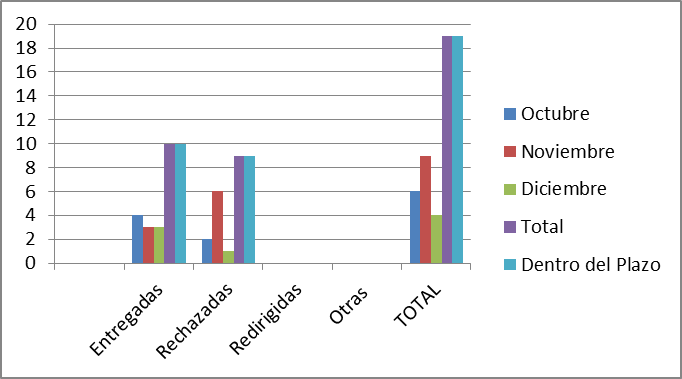 20
18
16
14
12
10
8
6
4
2
0
Entregadas
Rechazadas
Redirigidas
Otras
TOTAL
Octubre
Noviembre
Diciembre
Total
Dentro del Plazo